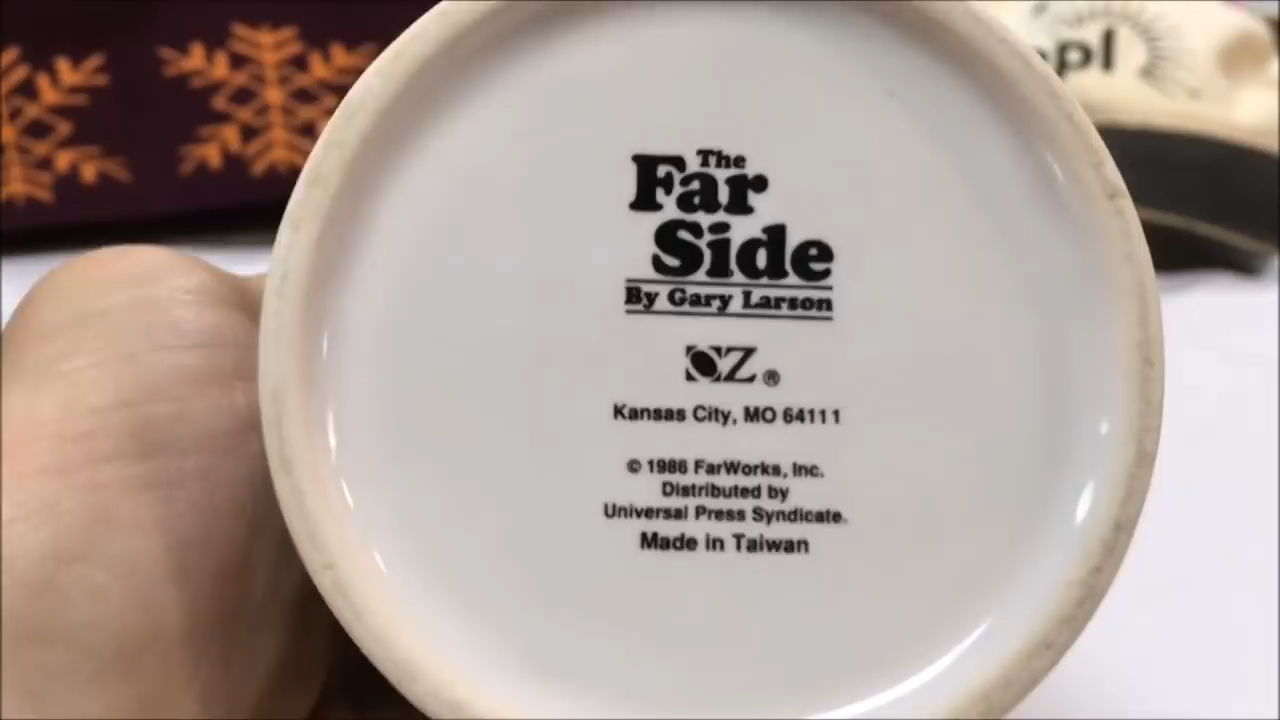 The
Far
Side
By Gary Larson
OZ®
Kansas City, MO 64111
© 1986 FarWorks, Inc.
Distributed by
Universal Press Syndicate.
Made in Taiwan